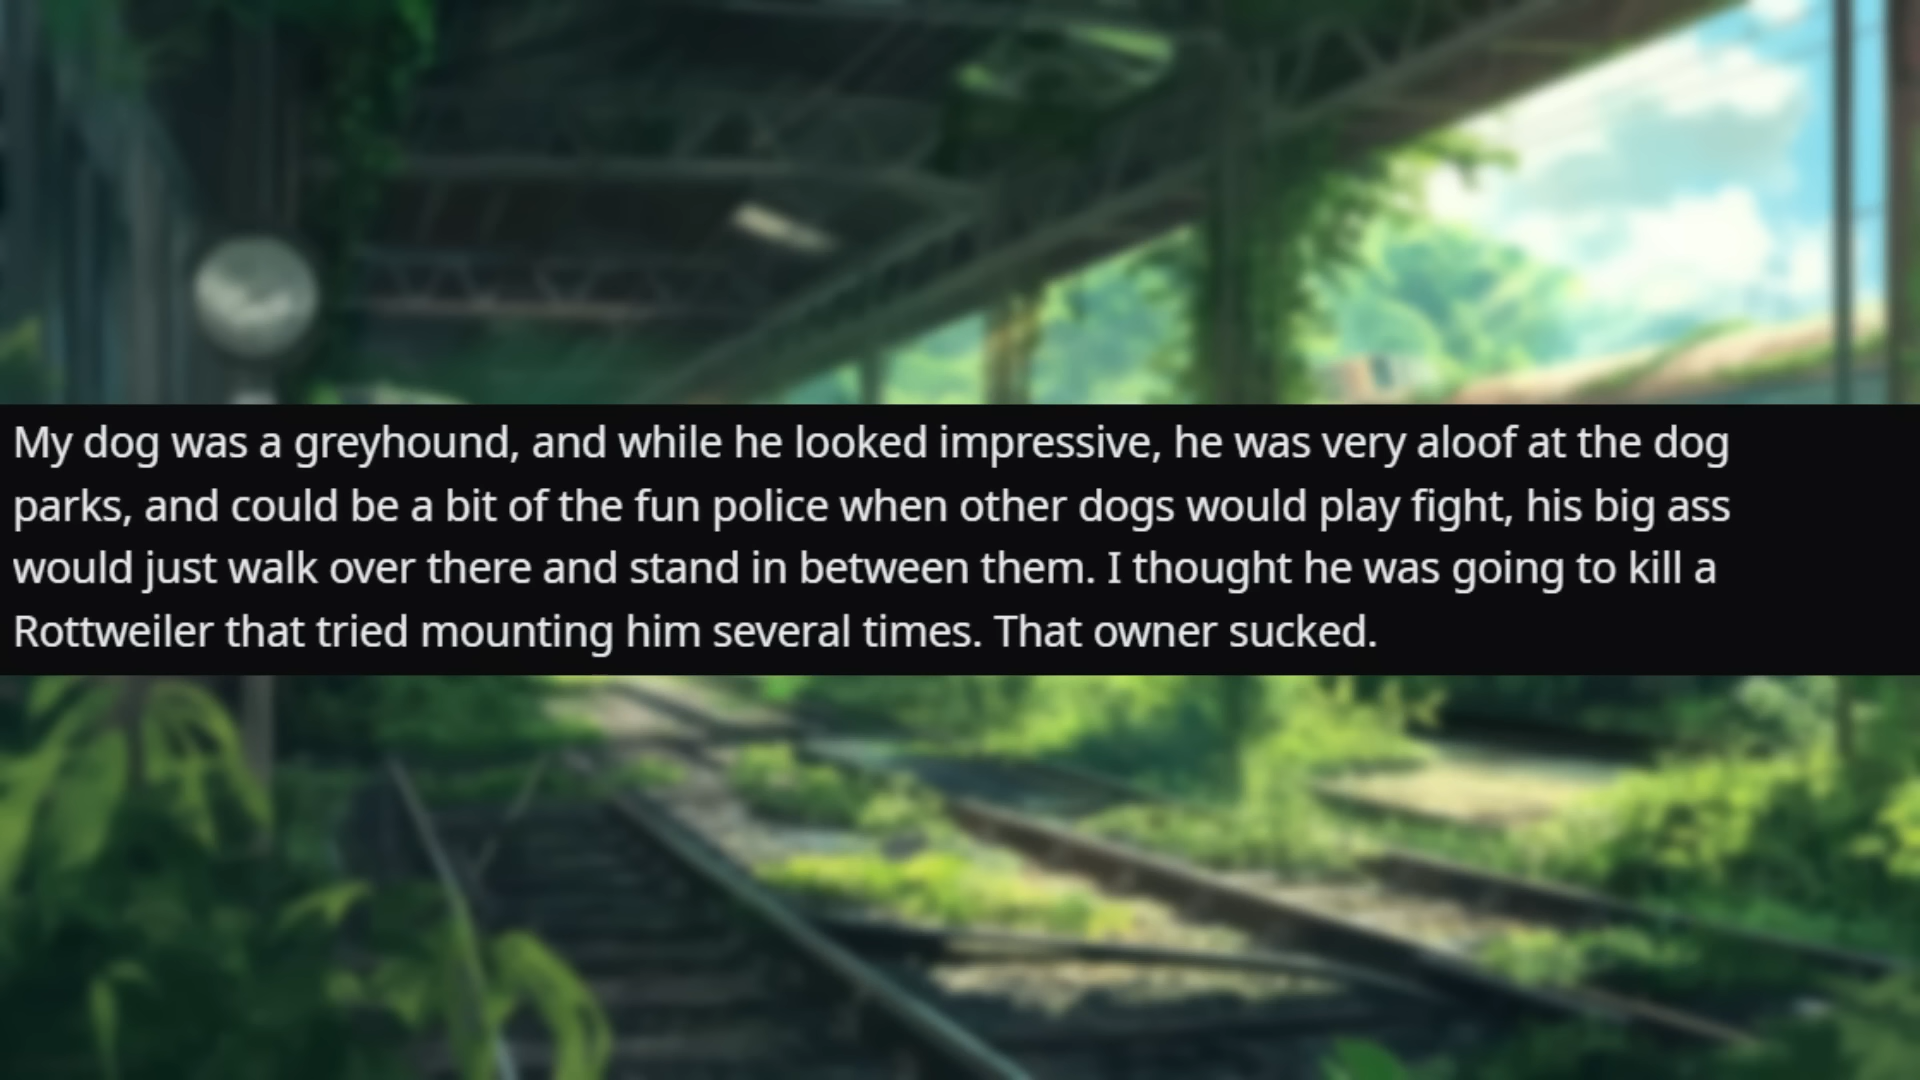 My dog was a greyhound, and while he looked impressive, he was very aloof at the dog
parks, and could be a bit of the fun police when other dogs would play fight, his big ass
would just walk over there and stand in between them. I thought he was going to kill a
Rottweiler that tried mounting him several times. That owner sucked.